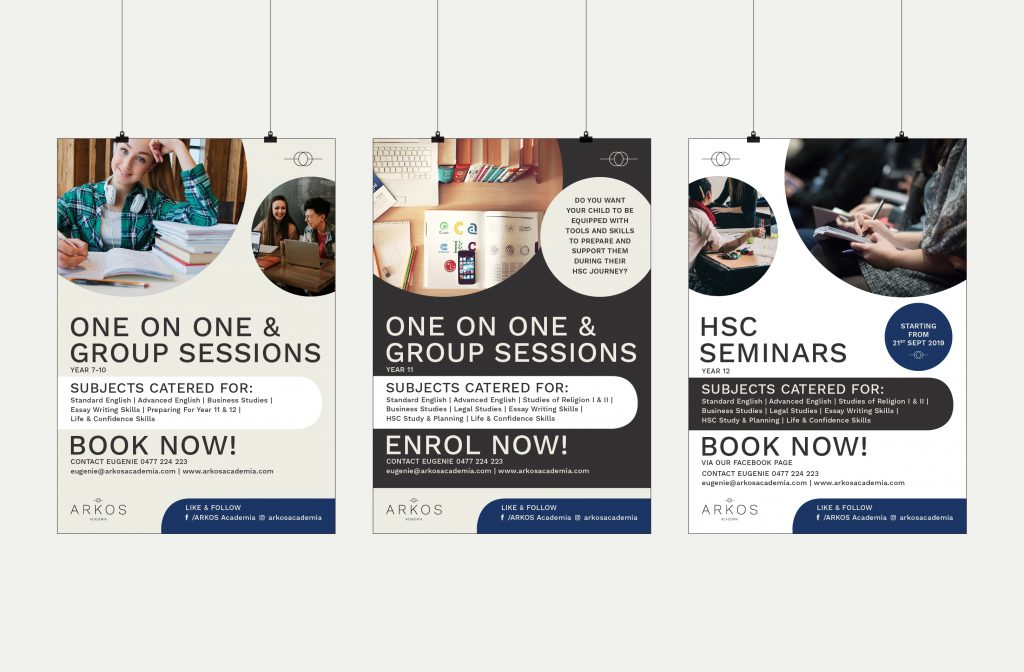 ONE ON ONE &
GROUP SESSIONS
YEAR 7-10
SUBJECTS CATERED FOR:
Standard English | Advanced English | Business Studies |
Essay Writing Skills | Preparing For Year 11 & 12 |
Life & Confidence Skills
BOOK NOW!
CONTACT EUGENIE 0477 224 223
eugenie@arkosacademia.com | www.arkosacademia.com
ARKOS
ACADEMIA
LIKE & FOLLOW
/ARKOS Academia arkosacademia
DO YOU WANT
YOUR CHILD TO BE
EQUIPPED WITH
TOOLS AND SKILLS
TO PREPARE AND
SUPPORT THEM
DURING THEIR
HSC JOURNEY?
ONE ON ONE &
GROUP SESSIONS
YEAR 11
SUBJECTS CATERED FOR:
Standard English | Advanced English | Studies of Religion I & II |
Business Studies | Legal Studies | Essay Writing Skills |
HSC Study & Planning | Life & Confidence Skills
ENROL NOW!
CONTACT EUGENIE 0477 224 223
eugenie@arkosacademia.com | www.arkosacademia.com
ARKOS
ACADEMIA
LIKE & FOLLOW
/ARKOS Academia arkosacademia
STARTING
FROM
21ST SEPT 2019
HSC
SEMINARS
YEAR 12
SUBJECTS CATERED FOR:
Standard English | Advanced English | Studies of Religion I & II |
Business Studies | Legal Studies | Essay Writing Skills |
HSC Study & Planning | Life & Confidence Skills
BOOK NOW!
VIA OUR FACEBOOK PAGE
CONTACT EUGENIE 0477 224 223
eugenie@arkosacademia.com | www.arkosacademia.com
ARKOS
ACADEMIA
LIKE & FOLLOW
/ARKOS Academia arkosacademia